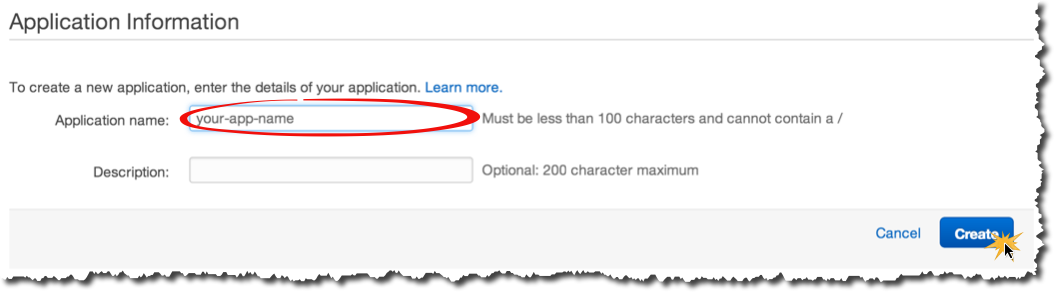 Application Information
To create a new application, enter the details of your application. Learn more.
Application name: your-app-name Must be less than 100 characters and cannot contain a /
Description: Optional: 200 character maximum
Cancel Create